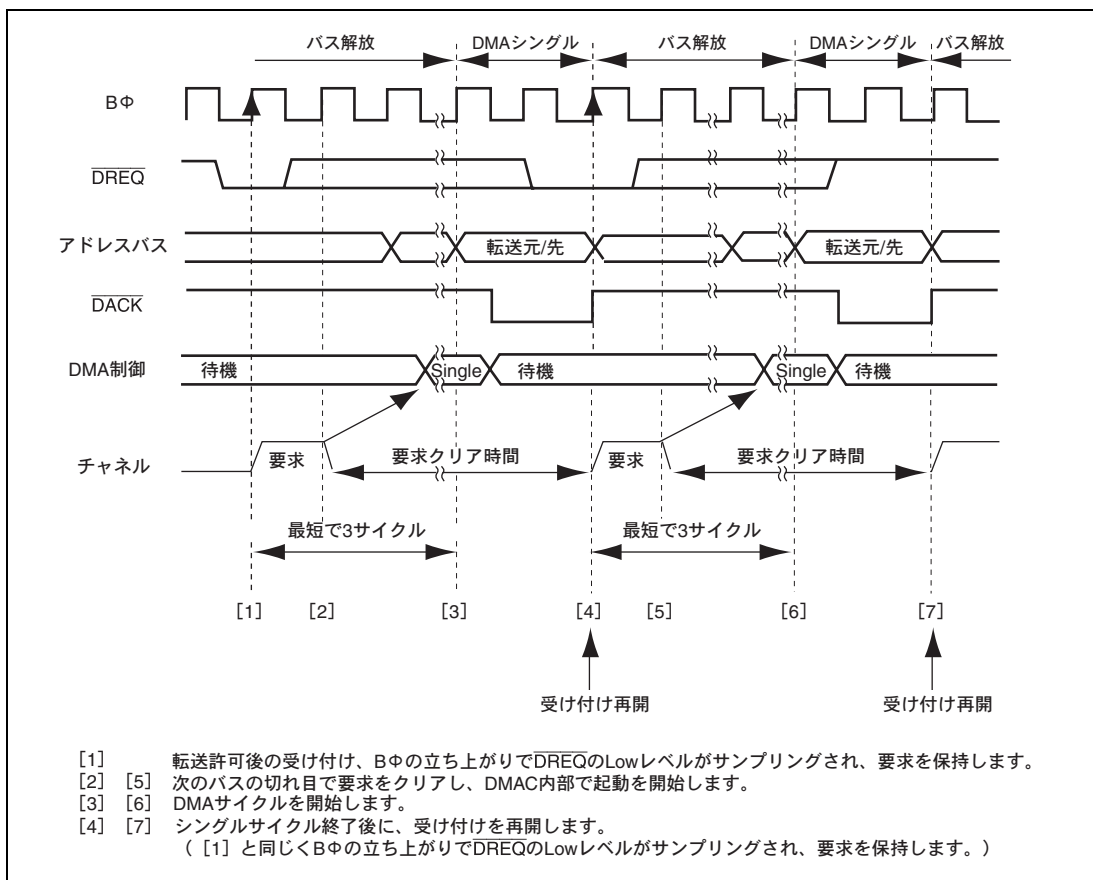 バス解放 DMAシングル バス解放 DMAシングル バス解放
BΦ
DREQ
アドレスバス 転送元/先 転送元/先
DACK
DMA制御 待機 Single 待機 Single 待機
チャネル 要求 要求クリア時間 要求 要求クリア時間
最短で3サイクル 最短で3サイクル
[1] [2] [3] [4] [5] [6] [7]
受け付け再開 受け付け再開
[1] 転送許可後の受け付け、BΦの立ち上がりでDREQのLowレベルがサンプリングされ、要求を保持します。
[2] [5] 次のバスの切れ目で要求をクリアし、DMAC内部で起動を開始します。
[3] [6] DMAサイクルを開始します。
[4] [7] シングルサイクル終了後に、受け付けを再開します。
([1]と同じくBΦの立ち上がりでDREQのLowレベルがサンプリングされ、要求を保持します。)